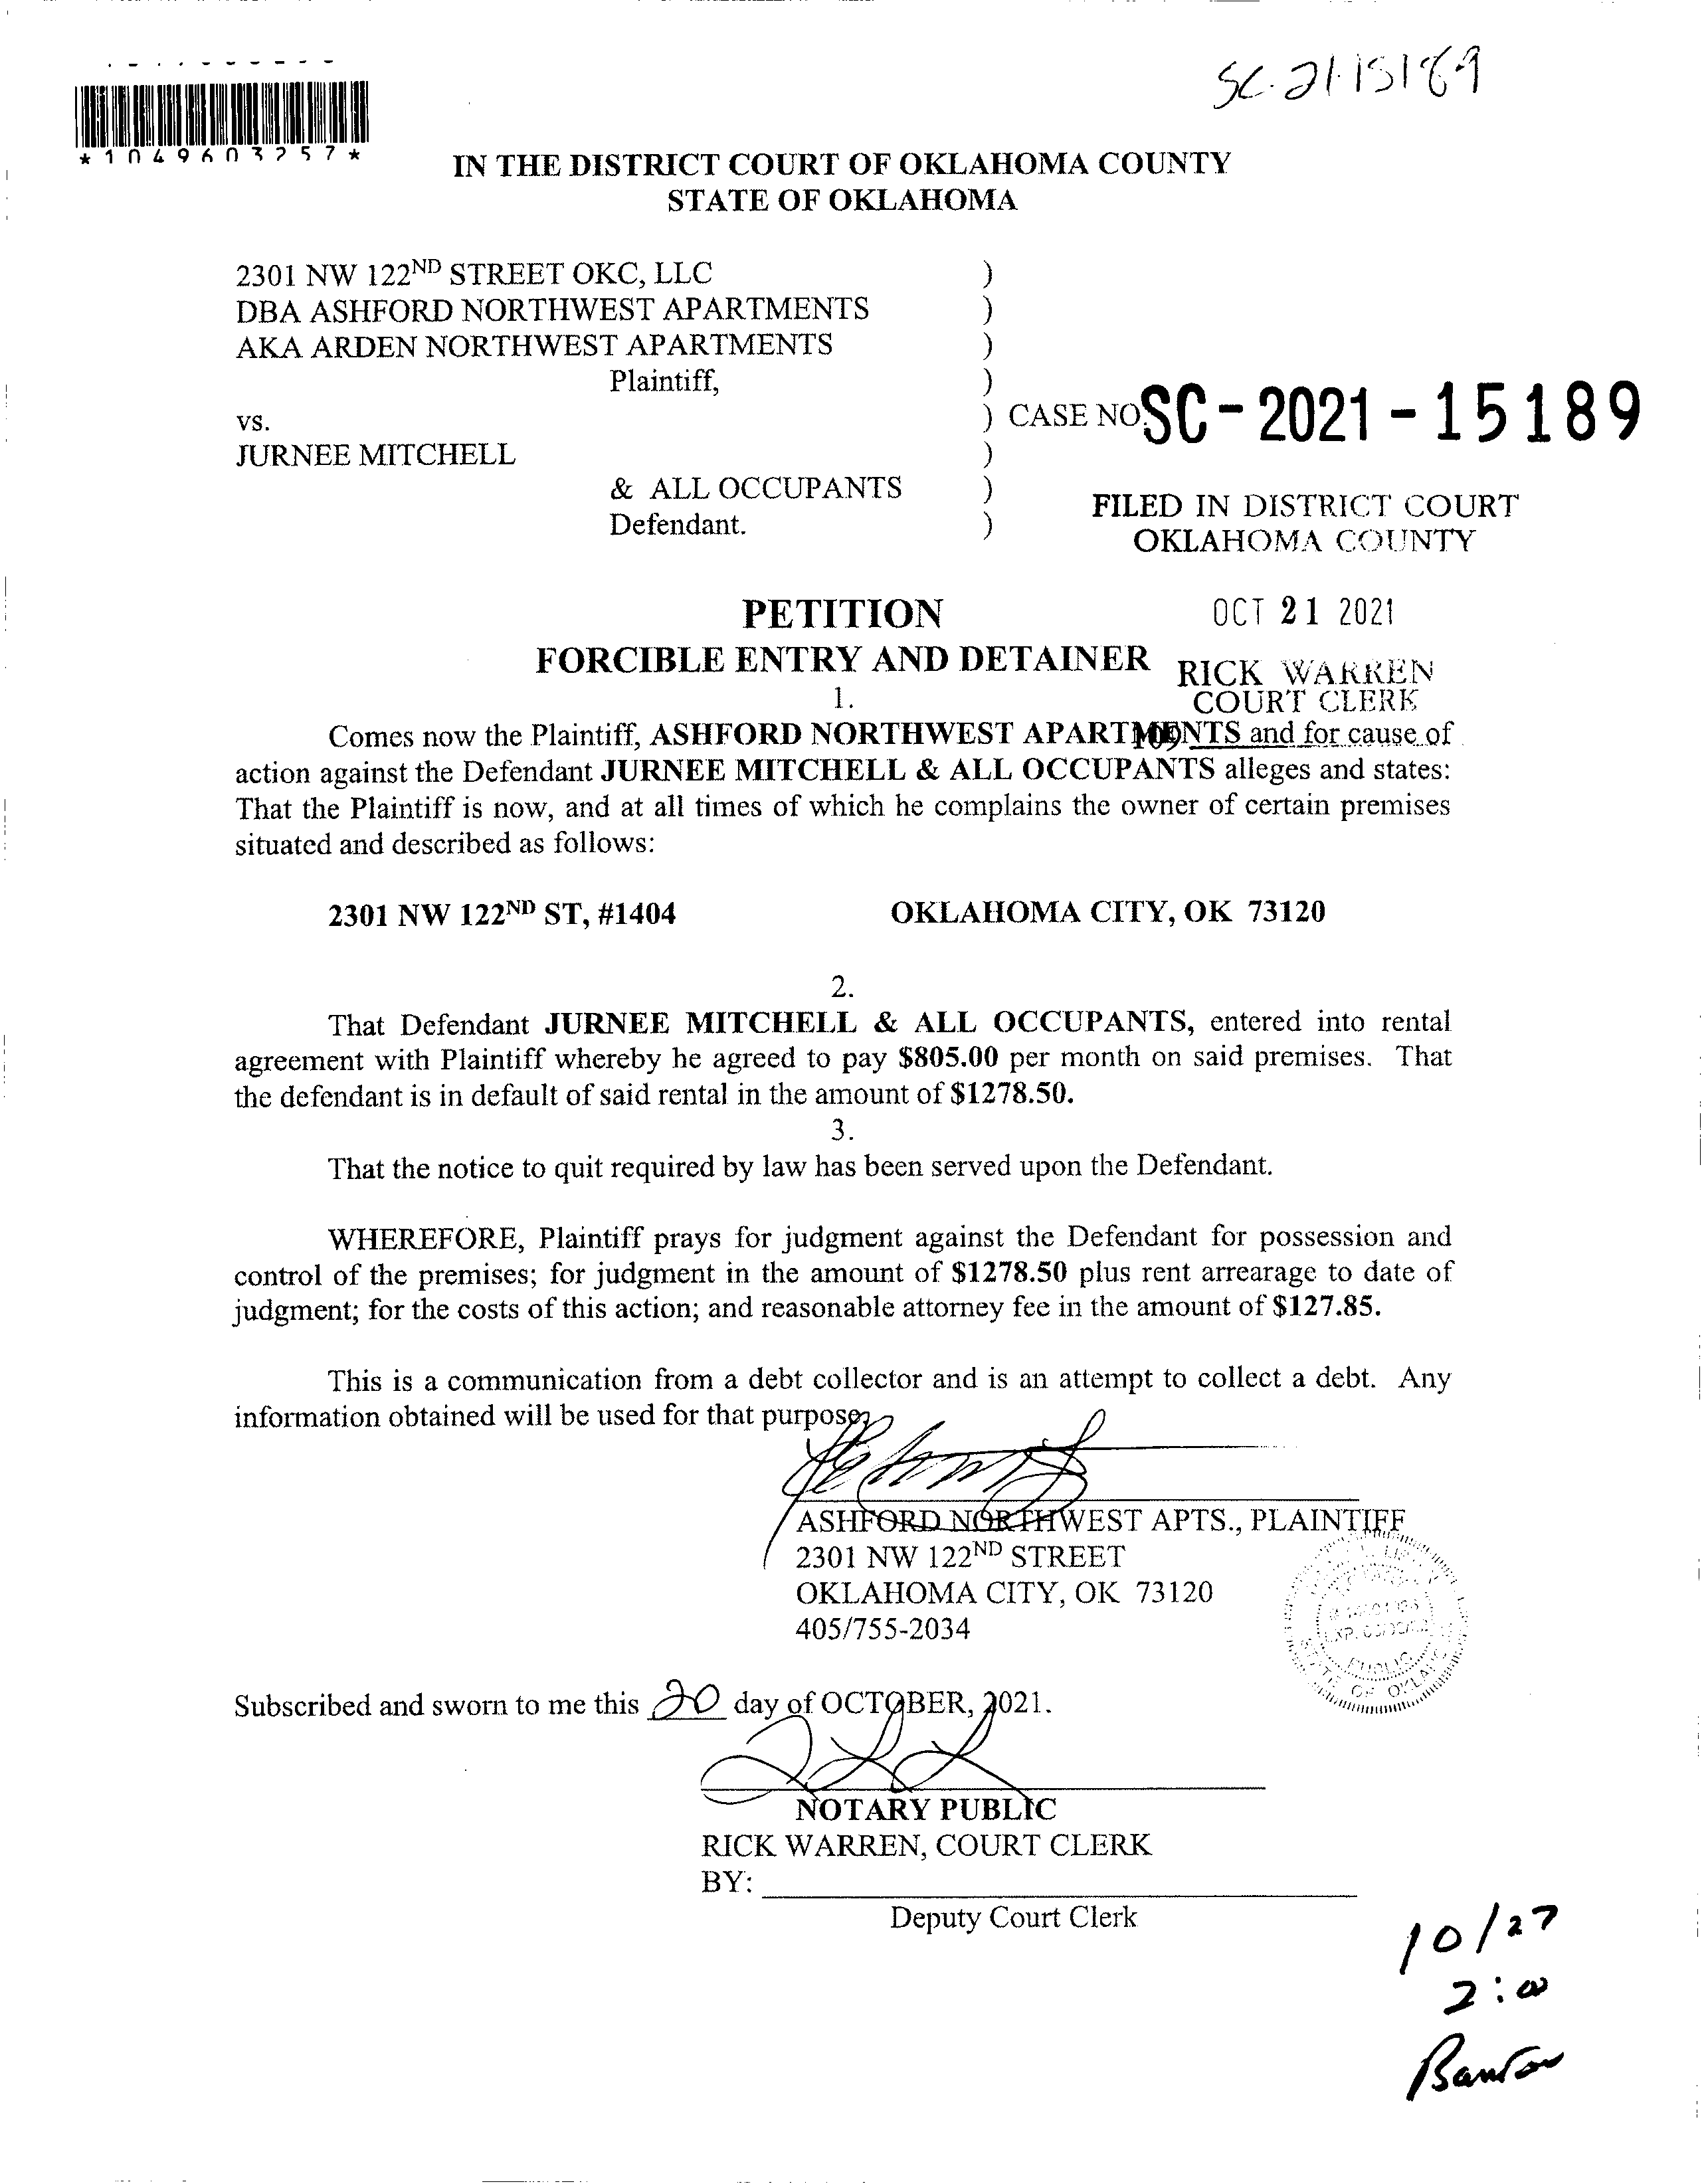 SC-21-15189
*1049603257*
IN THE DISTRICT COURT OF OKLAHOMA COUNTY
STATE OF OKLAHOMA
2301 NW 122ND STREET OKC, LLC )
DBA ASHFORD NORTHWEST APARTMENTS )
AKA ARDEN NORTHWEST APARTMENTS )
Plaintiff, )
vs. ) CASE NO. SC-2021-15189
JURNEE MITCHELL )
& ALL OCCUPANTS )
Defendant. )
FILED IN DISTRICT COURT
OKLAHOMA COUNTY
OCT 21 2021
RICK WARREN
COURT CLERK
PETITION
FORCIBLE ENTRY AND DETAINER
1.
Comes now the Plaintiff, ASHFORD NORTHWEST APARTMENTS and for cause of
action against the Defendant JURNEE MITCHELL & ALL OCCUPANTS alleges and states:
That the Plaintiff is now, and at all times of which he complains the owner of certain premises
situated and described as follows:
2301 NW 122ND ST, #1404 OKLAHOMA CITY, OK 73120
2.
That Defendant JURNEE MITCHELL & ALL OCCUPANTS, entered into rental
agreement with Plaintiff whereby he agreed to pay $805.00 per month on said premises. That
the defendant is in default of said rental in the amount of $1278.50.
3.
That the notice to quit required by law has been served upon the Defendant.
WHEREFORE, Plaintiff prays for judgment against the Defendant for possession and
control of the premises; for judgment in the amount of $1278.50 plus rent arrearage to date of
judgment; for the costs of this action; and reasonable attorney fee in the amount of $127.85.
This is a communication from a debt collector and is an attempt to collect a debt. Any
information obtained will be used for that purpose.
ASHFORD NORTHWEST APTS., PLAINTIFF
2301 NW 122ND STREET
OKLAHOMA CITY, OK 73120
405/755-2034
PUBLIC
STATE OF OKLAHOMA
Subscribed and sworn to me this 20 day of OCTOBER, 2021.
NOTARY PUBLIC
RICK WARREN, COURT CLERK
BY:
Deputy Court Clerk
10/27
2:00